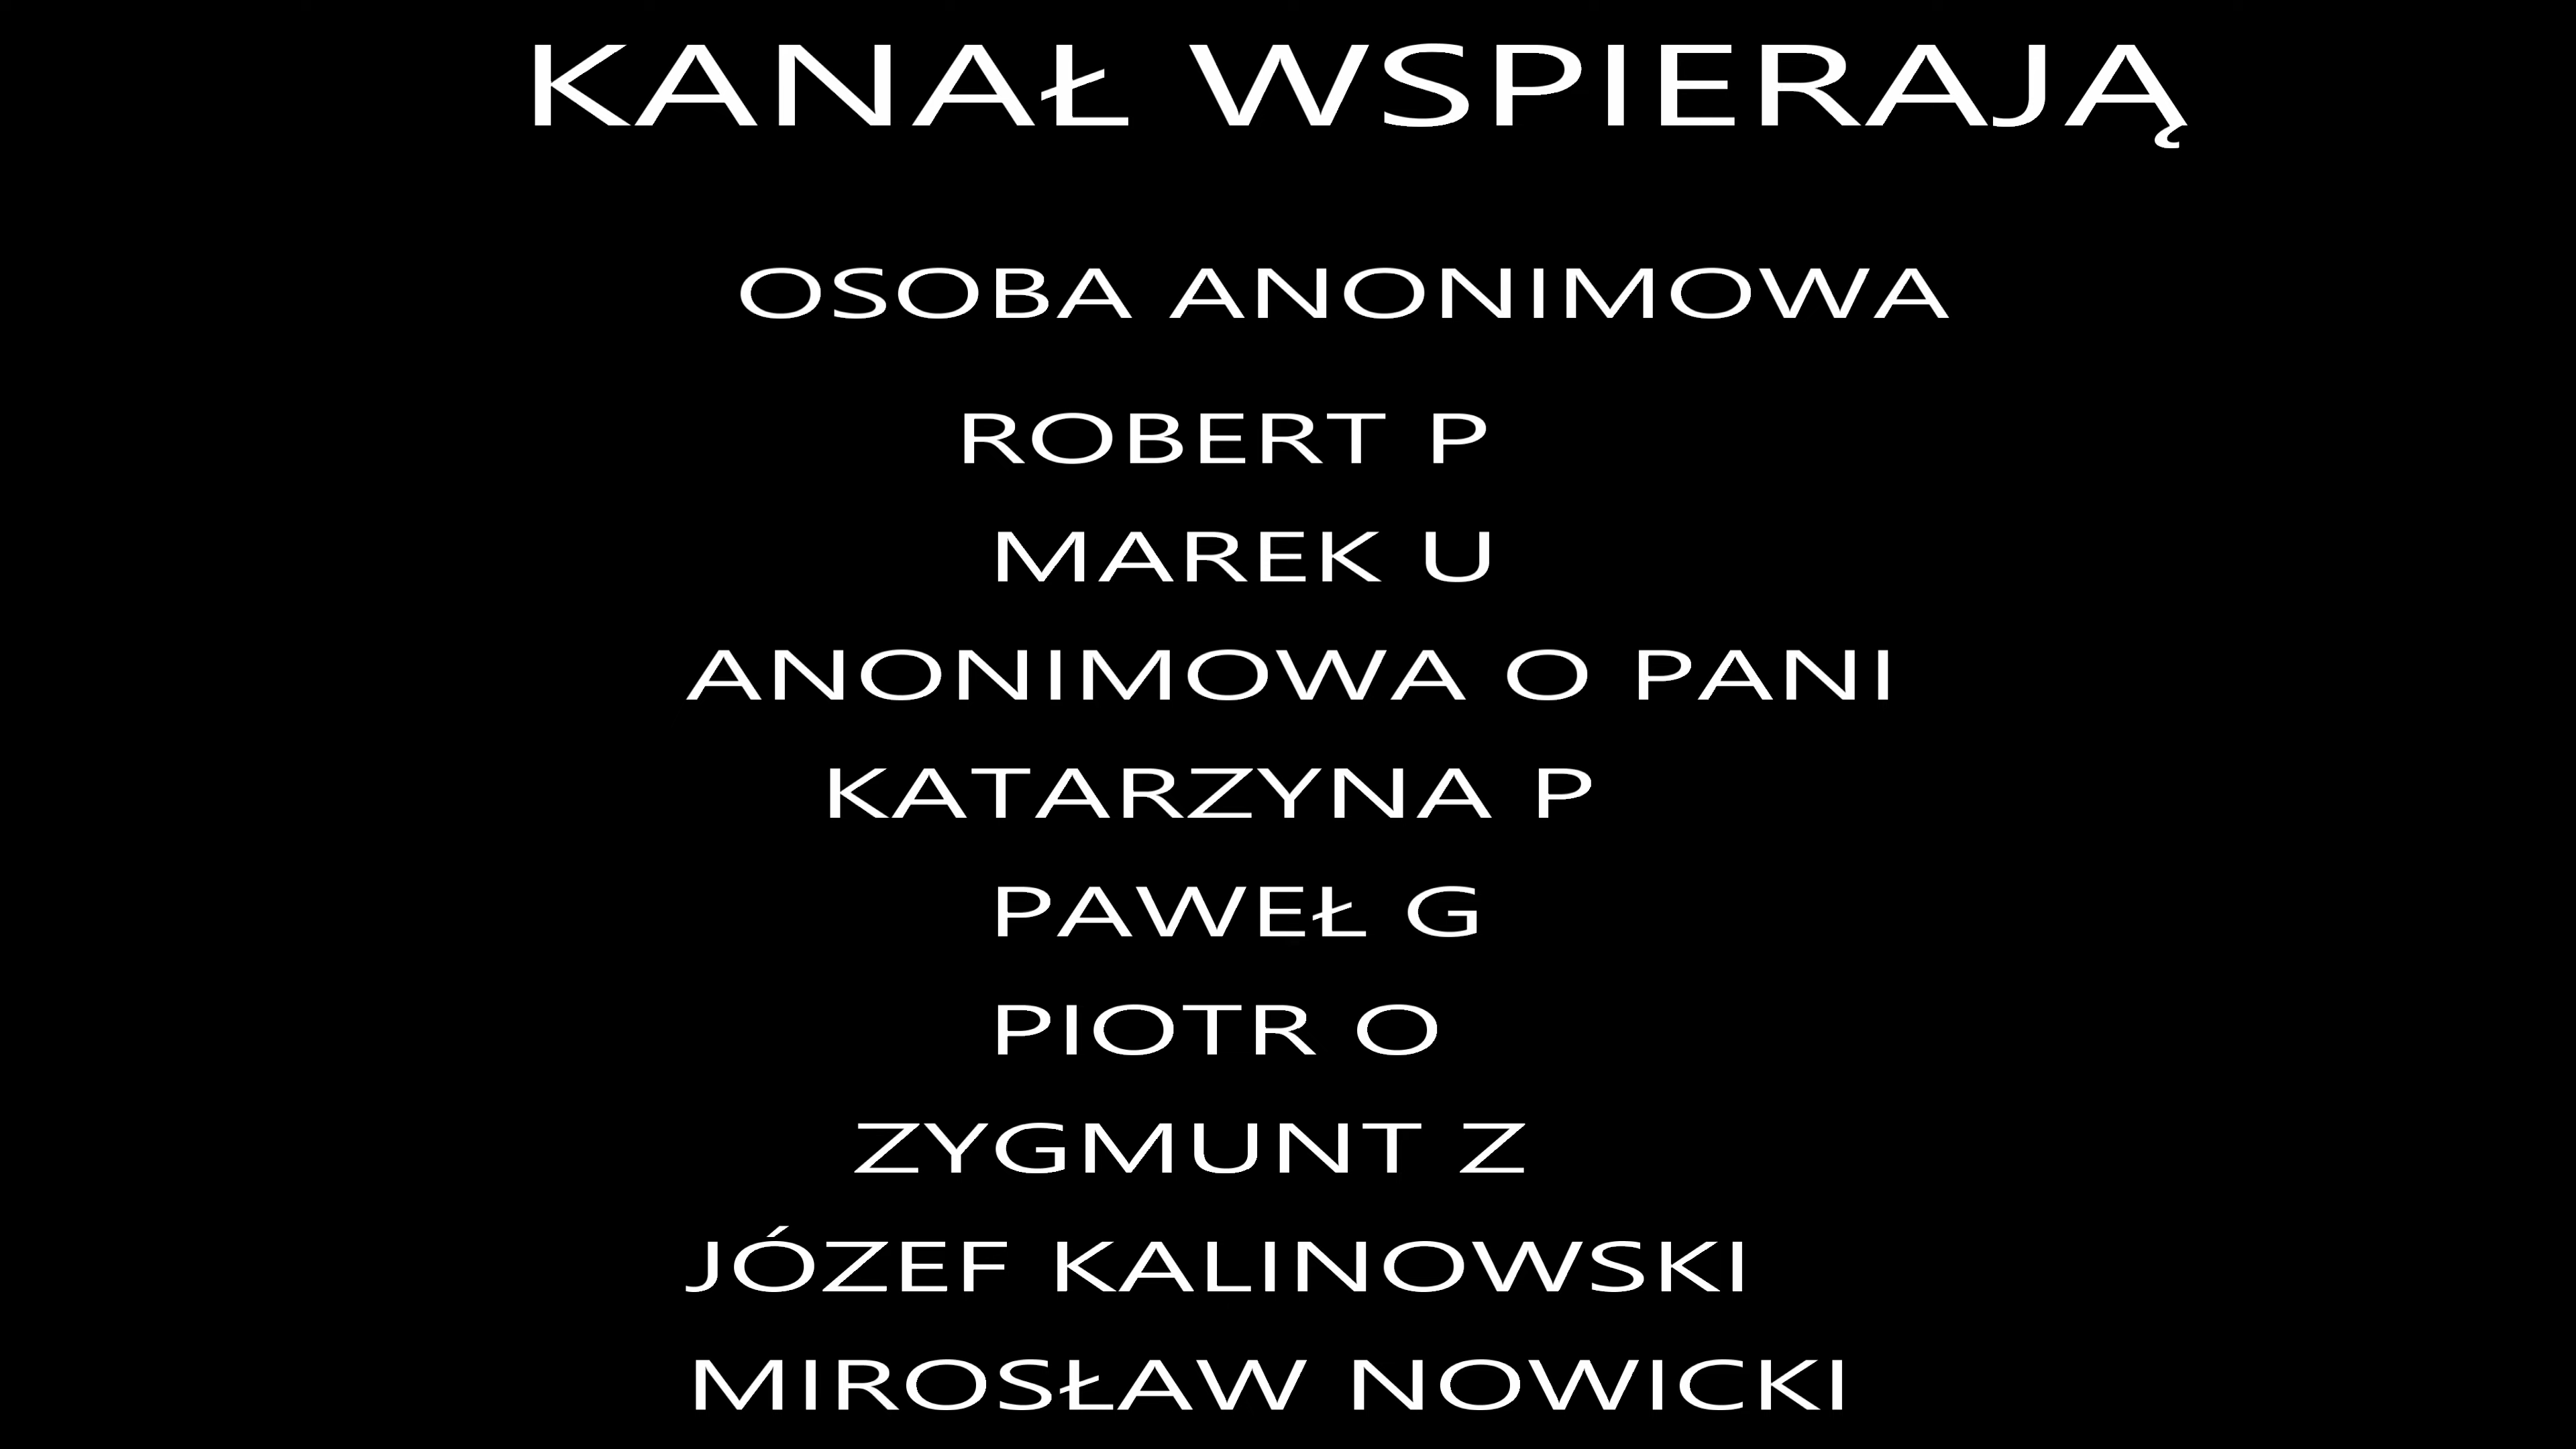 KANAŁ WSPIERAJĄ
OSOBA ANONIMOWA
ROBERT P
MAREK U
ANONIMOWA O PANI
KATARZYNA P
PAWEŁ G
PIOTR O
ZYGMUNT Z
JÓZEF KALINOWSKI
MIROSŁAW NOWICKI